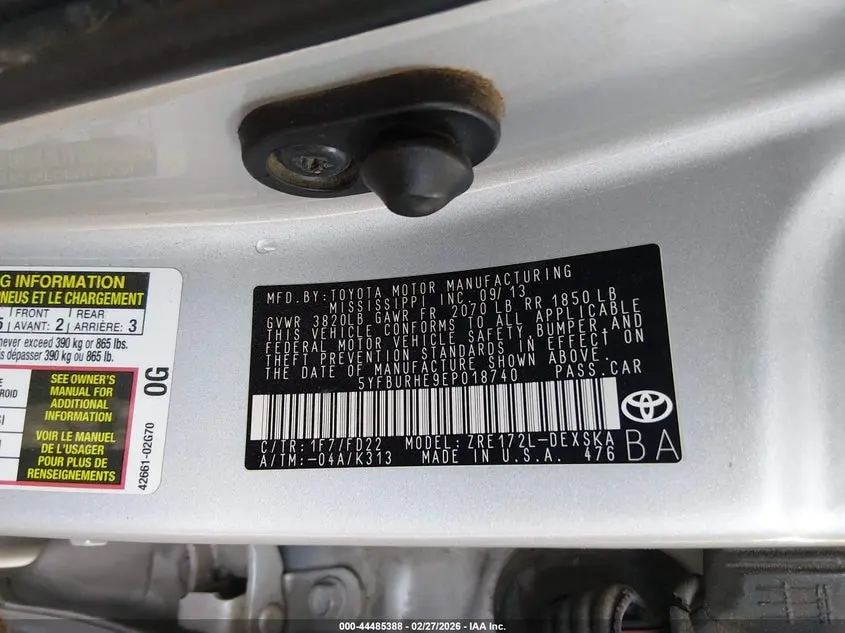 G INFORMATION
PNEUS ET LE CHARGEMENT
5 FRONT AVANT: 2 REAR ARRIÈRE: 3
never exceed 390 kg or 865 lbs.
is dépasser 390 kg ou 865 lb.
SEE OWNER'S
MANUAL FOR
ADDITIONAL
INFORMATION
VOIR LE MANUEL
DE L'USAGER
POUR PLUS DE
RENSEIGNEMENTS
0G
42661-02G70
MFD.BY:TOYOTA MOTOR MANUFACTURING
MISSISSIPPI INC. 09/13
GVWR 3820LB GAWR FR 2070 LB RR 1850 LB
THIS VEHICLE CONFORMS TO ALL APPLICABLE
FEDERAL MOTOR VEHICLE SAFETY, BUMPER, AND
THEFT PREVENTION STANDARDS IN EFFECT ON
THE DATE OF MANUFACTURE SHOWN ABOVE.
5YFBURHE9EP018740 PASS.CAR
C/TR:1F7/FD22 MODEL:ZRE172L-DEXSKA
A/TM:-04A/K313 MADE IN U.S.A. 476
BA
000-44485388 - 02/27/2026 - IAA Inc.